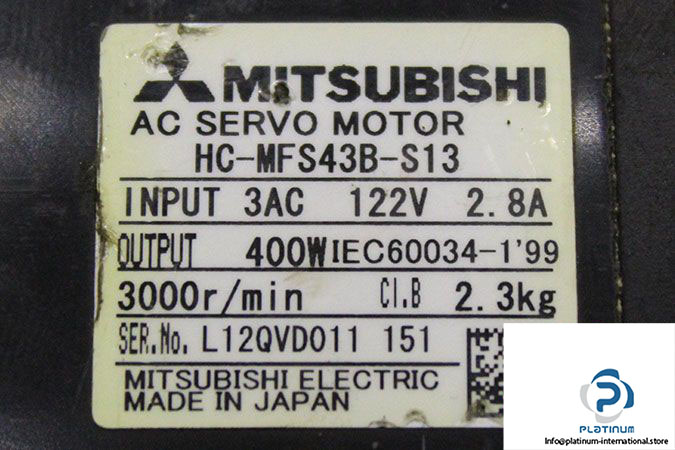 MITSUBISHI
AC SERVO MOTOR
HC-MFS43B-S13
INPUT 3AC 122V 2.8A
OUTPUT 400W IEC60034-1'99
3000r/min CI.B 2.3kg
SER.No. L12QVD011 151
MITSUBISHI ELECTRIC
MADE IN JAPAN
PLATINUM
Info@platinum-international.store